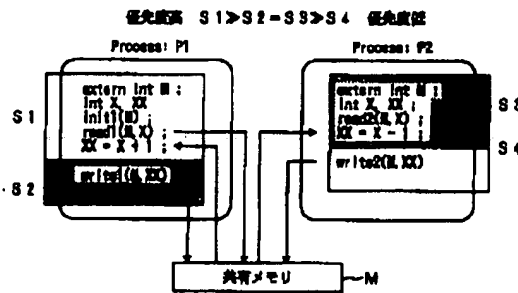 優先度高 S1≫S2=S3≫S4 優先度低
Process: P1
Process: P2
S1
extern int M ;
int X, XX ;
init1(M) ;
read1(M,X) ;
XX = X + 1 ;
S2
write1(M,XX)
extern int M ;
int X, XX ;
read2(M,X) ;
XX = X - 1 ;
S3
S4
write2(M,XX)
共有メモリ
M